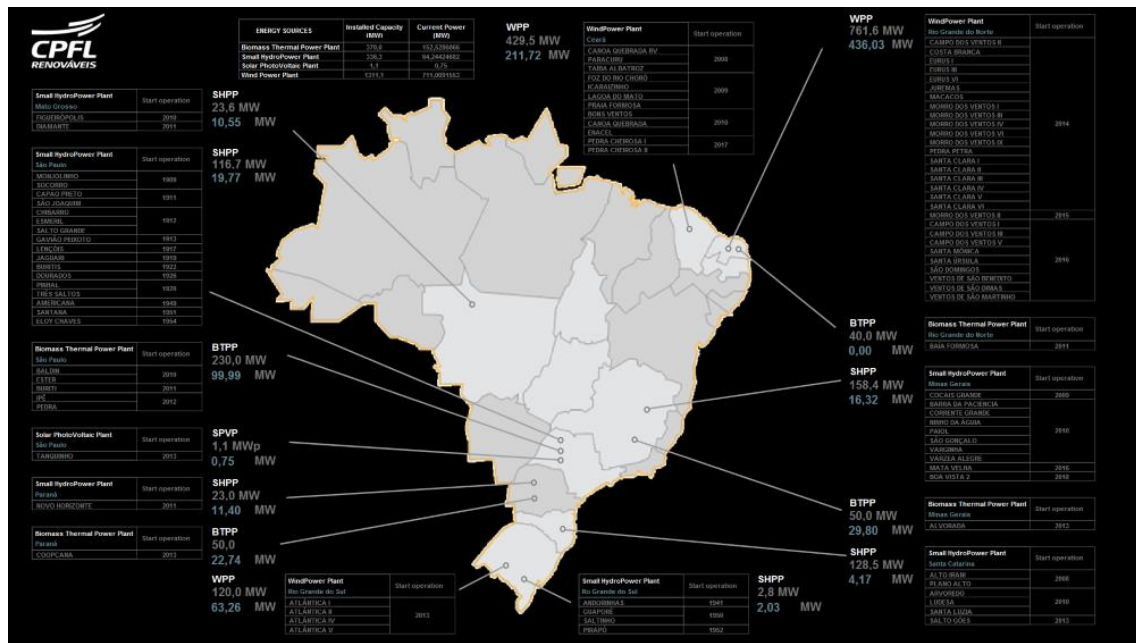 CPFL
RENOVÁVEIS
ENERGY SOURCES Installed Capacity (MW) Current Power (MW)
Biomass Thermal Power Plant 370,0
Small HydroPower Plant
Solar PhotoVoltaic Plant 1,1 0,75
Wind Power Plant 1311,1
WPP
429,5 MW
211,72 MW
WindPower Plant
Ceará
Start operation
CANOA QUEBRADA RV
PARACURU
TAIBA ALBATROZ
2008
FOZ DO RIO CHORÓ
ICARAIZINHO
LAGOA DO MATO
PRAIA FORMOSA
2009
BONS VENTOS
CANOA QUEBRADA
ENACEL
2010
PEDRA CHEIROSA I
PEDRA CHEIROSA II
2017
WPP
761,6 MW
436,03 MW
WindPower Plant
Rio Grande do Norte
Start operation
CAMPO DOS VENTOS II
COSTA BRANCA
EURUS I
EURUS III
EURUS VI
JUREMAS
MACACOS
MORRO DOS VENTOS I
MORRO DOS VENTOS III
MORRO DOS VENTOS IV
MORRO DOS VENTOS VI
MORRO DOS VENTOS IX
PEDRA PETRA
SANTA CLARA I
SANTA CLARA II
SANTA CLARA III
SANTA CLARA IV
SANTA CLARA V
SANTA CLARA VI
2014
MORRO DOS VENTOS II 2015
CAMPO DOS VENTOS I
CAMPO DOS VENTOS III
CAMPO DOS VENTOS V
SANTA MÔNICA
SANTA ÚRSULA
SÃO DOMINGOS
VENTOS DE SÃO BENEDITO
VENTOS DE SÃO DIMAS
VENTOS DE SÃO MARTINHO
2016
Small HydroPower Plant
Mato Grosso
Start operation
FIGUEIRÓPOLIS 2010
DIAMANTE 2011
SHPP
23,6 MW
10,55 MW
Small HydroPower Plant
São Paulo
Start operation
MONJOLINHO
SOCORRO
1909
CAPAO PRETO
SÃO JOAQUIM
1911
CHIBARRO
ESMERIL
SALTO GRANDE
1912
GAVIÃO PEIXOTO 1913
LENÇÓIS 1917
JAGUARI 1919
BURITIS 1922
DOURADOS 1926
PINHAL
TRÊS SALTOS
AMERICANA 1949
SANTANA 1951
ELOY CHAVES 1954
SHPP
116,7 MW
19,77 MW
Biomass Thermal Power Plant
São Paulo
Start operation
BALDIN
ESTER
2010
BURITI 2011
IPÊ
PEDRA
2012
BTPP
230,0 MW
99,99 MW
Solar PhotoVoltaic Plant
São Paulo
Start operation
TANQUINHO 2012
SPVP
1,1 MWp
0,75 MW
Small HydroPower Plant
Paraná
Start operation
NOVO HORIZONTE 2011
SHPP
23,0 MW
11,40 MW
Biomass Thermal Power Plant
Paraná
Start operation
COOPCANA 2013
BTPP
50,0
22,74 MW
BTPP
40,0 MW
0,00 MW
Biomass Thermal Power Plant
Rio Grande do Norte
Start operation
BAÍA FORMOSA 2011
SHPP
158,4 MW
16,32 MW
Small HydroPower Plant
Minas Gerais
Start operation
COCAIS GRANDE 2009
BARRA DA PACIÊNCIA
CORRENTE GRANDE
NINHO DA ÁGUIA
PAIOL
SÃO GONÇALO
VARGINHA
VÁRZEA ALEGRE
2010
MATA VELHA 2016
BOA VISTA 2 2018
BTPP
50,0 MW
29,80 MW
Biomass Thermal Power Plant
Minas Gerais
Start operation
ALVORADA 2013
SHPP
128,5 MW
4,17 MW
Small HydroPower Plant
Santa Catarina
Start operation
ALTO IRANI
PLANO ALTO
2008
ARVOREDO
LUDESA
2010
SANTA LUZIA
SALTO GÓES 2013
WPP
120,0 MW
63,26 MW
WindPower Plant
Rio Grande do Sul
Start operation
ATLÂNTICA I
ATLÂNTICA II
ATLÂNTICA IV
ATLÂNTICA V
2013
Small HydroPower Plant
Rio Grande do Sul
Start operation
ANDORINHAS 1941
GUAPORÉ
SALTINHO
1950
PIRAPÓ 1952
SHPP
2,8 MW
2,03 MW